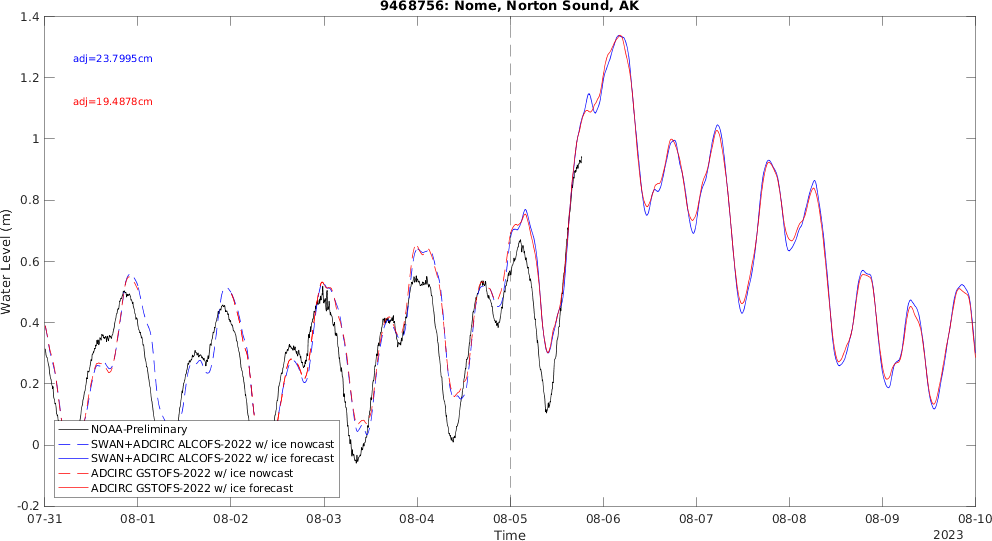 9468756: Nome, Norton Sound, AK
1.4
1.2
1
0.8
0.6
0.4
0.2
0
-0.2
Water Level (m)
adj=23.7995cm
adj=19.4878cm
NOAA-Preliminary
SWAN+ADCIRC ALCOFS-2022 w/ ice nowcast
SWAN+ADCIRC ALCOFS-2022 w/ ice forecast
ADCIRC GSTOFS-2022 w/ ice nowcast
ADCIRC GSTOFS-2022 w/ ice forecast
07-31 08-01 08-02 08-03 08-04 08-05 08-06 08-07 08-08 08-09 08-10
Time
2023